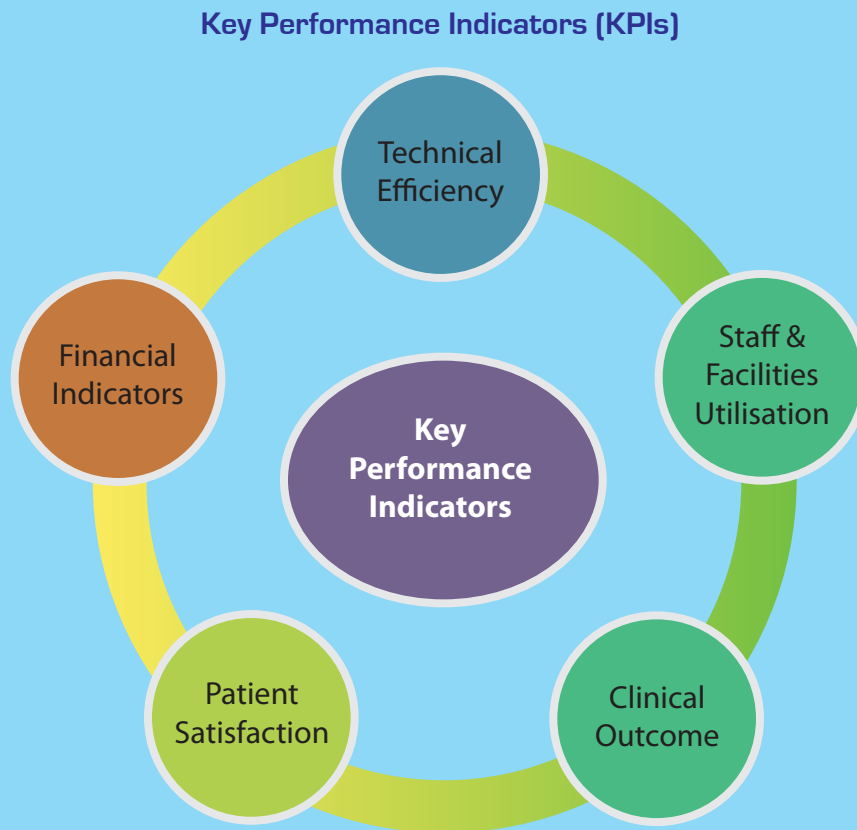 Key Performance Indicators (KPIs)
Technical
Efficiency
Staff &
Facilities
Utilisation
Clinical
Outcome
Patient
Satisfaction
Financial
Indicators
Key
Performance
Indicators